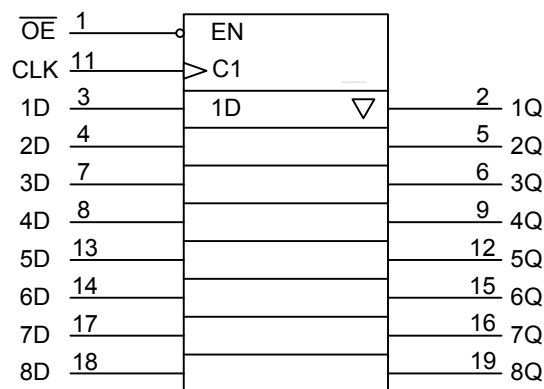 OE 1 EN
CLK 11 C1
1D 3 1D 2 1Q
2D 4 5 2Q
3D 7 6 3Q
4D 8 9 4Q
5D 13 12 5Q
6D 14 15 6Q
7D 17 16 7Q
8D 18 19 8Q